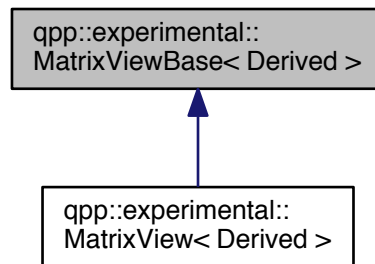 qpp::experimental::
MatrixViewBase< Derived >
qpp::experimental::
MatrixView< Derived >